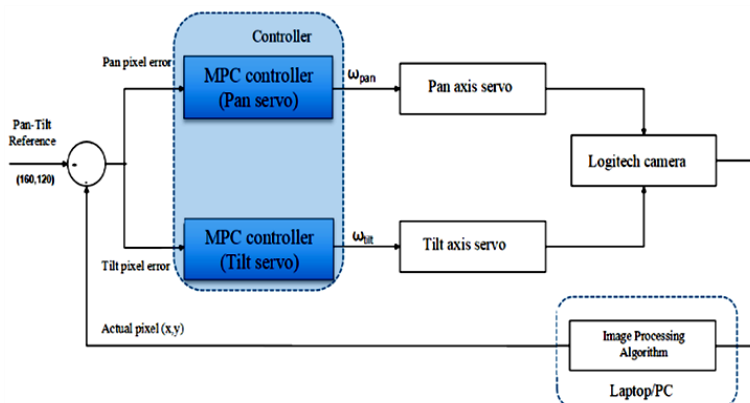 Controller
Pan pixel error
MPC controller
(Pan servo)
ωpan
Pan axis servo
Pan-Tilt
Reference
(160,120)
-
Logitech camera
MPC controller
(Tilt servo)
ωtilt
Tilt axis servo
Tilt pixel error
Actual pixel (x,y)
Image Processing
Algorithm
Laptop/PC